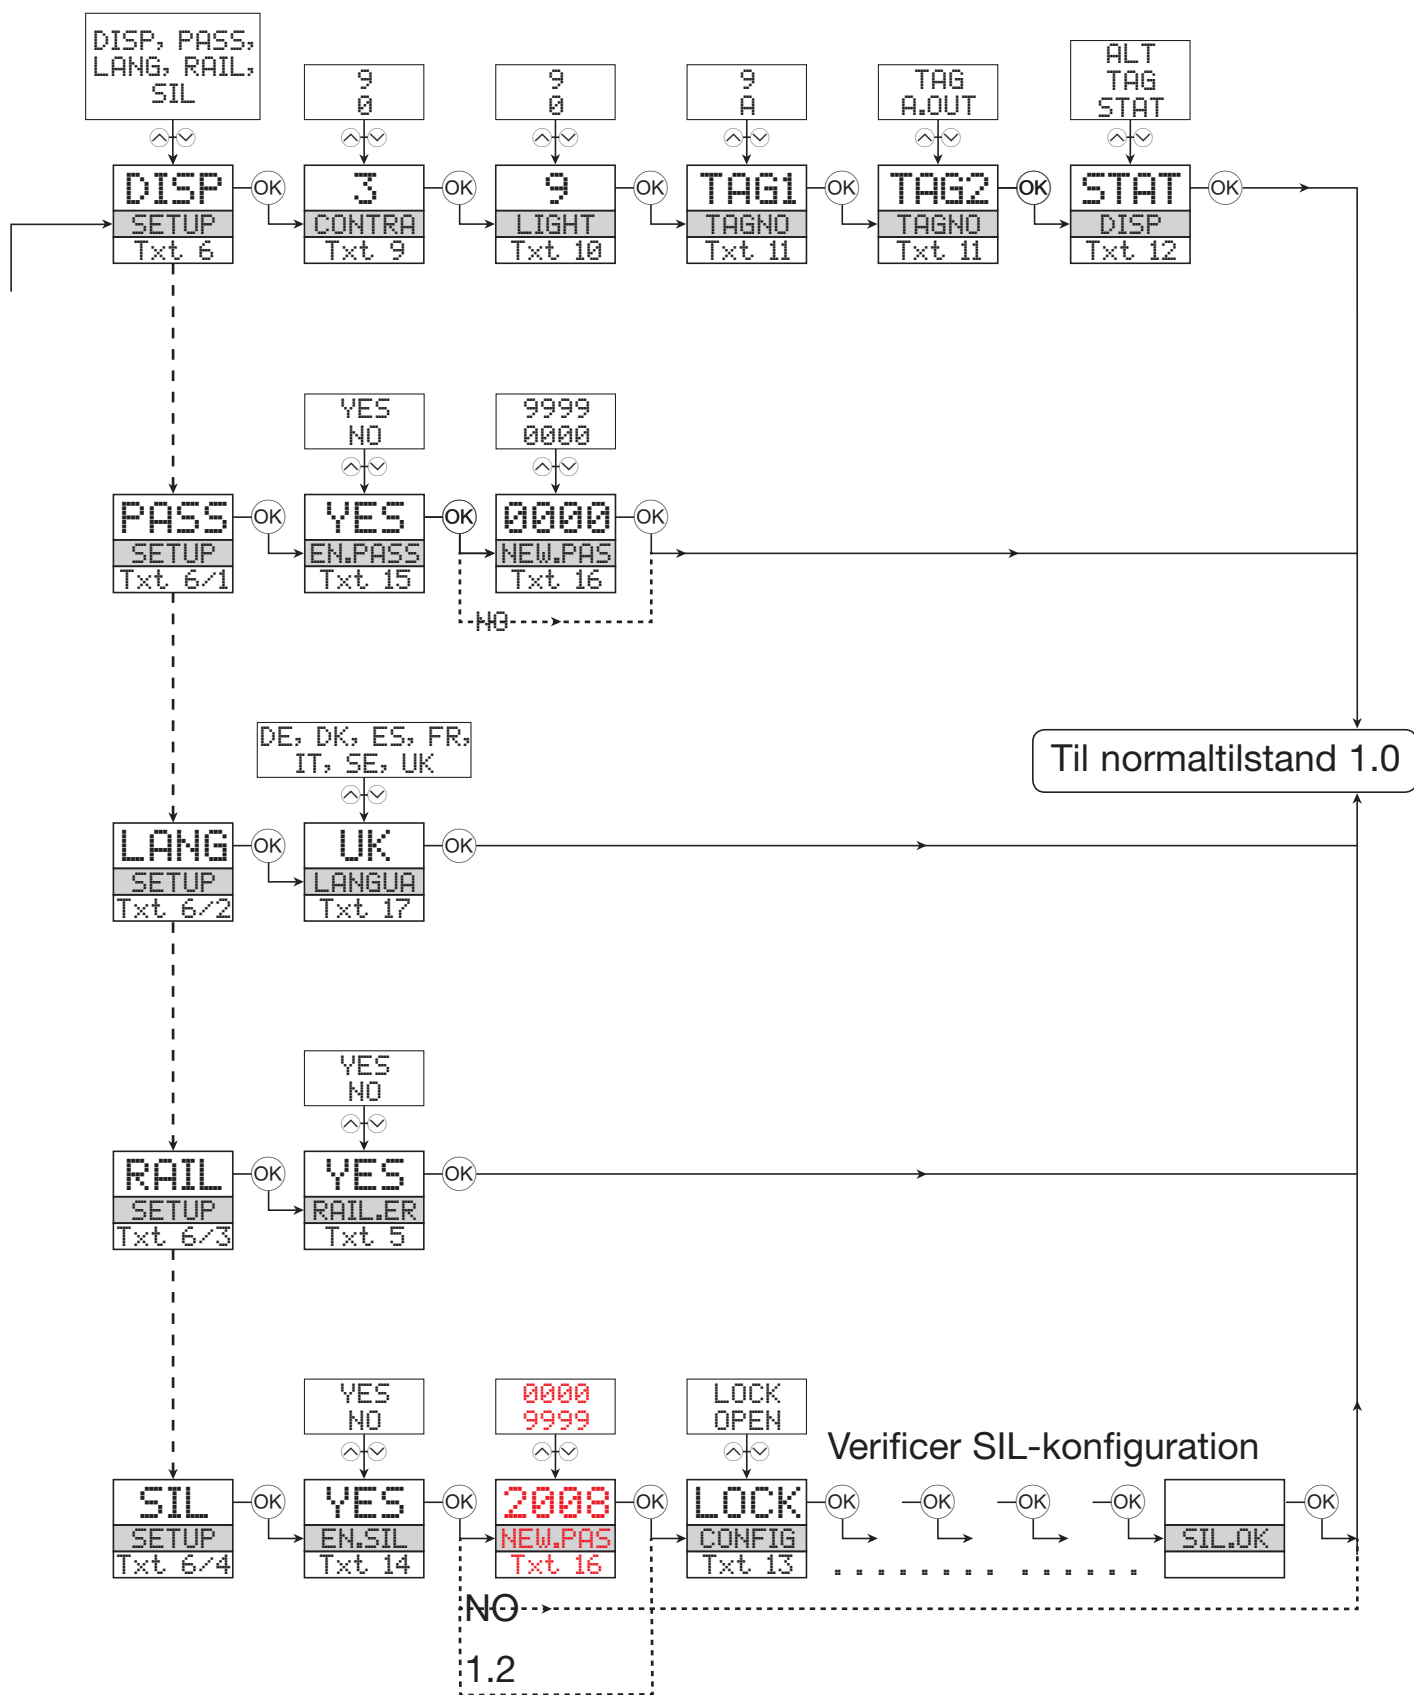 DISP, PASS,
LANG, RAIL,
SIL
9
0
9
0
9
A
TAG
A.OUT
ALT
TAG
STAT
DISP
SETUP
Txt 6
OK
3
CONTRA
Txt 9
OK
9
LIGHT
Txt 10
OK
TAG1
TAGNO
Txt 11
OK
TAG2
TAGNO
Txt 11
OK
STAT
DISP
Txt 12
OK
YES
NO
9999
0000
PASS
SETUP
Txt 6/1
OK
YES
EN.PASS
Txt 15
OK
0000
NEW.PAS
Txt 16
OK
NO
DE, DK, ES, FR,
IT, SE, UK
Til normaltilstand 1.0
LANG
SETUP
Txt 6/2
OK
UK
LANGUA
Txt 17
OK
YES
NO
RAIL
SETUP
Txt 6/3
OK
YES
RAIL.ER
Txt 5
OK
YES
NO
0000
9999
LOCK
OPEN
Verificer SIL-konfiguration
SIL
SETUP
Txt 6/4
OK
YES
EN.SIL
Txt 14
OK
2008
NEW.PAS
Txt 16
OK
LOCK
CONFIG
Txt 13
OK
OK
OK
OK
SIL.OK
OK
NO
1.2